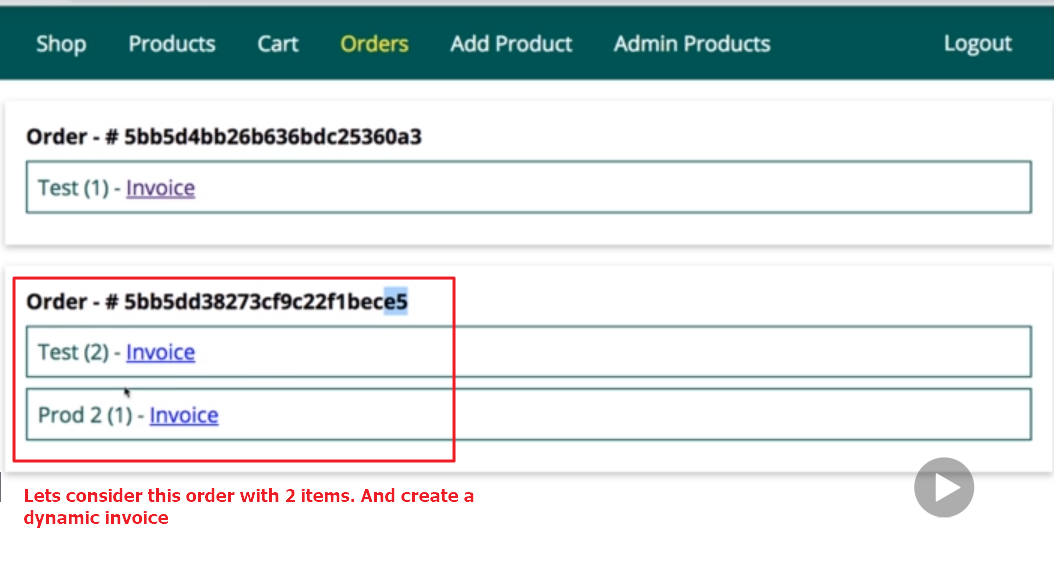 Shop Products Cart Orders Add Product Admin Products Logout
Order - # 5bb5d4bb26b636bdc25360a3
Test (1) - Invoice
Order - # 5bb5dd38273cf9c22f1bece5
Test (2) - Invoice
Prod 2 (1) - Invoice
Lets consider this order with 2 items. And create a
dynamic invoice